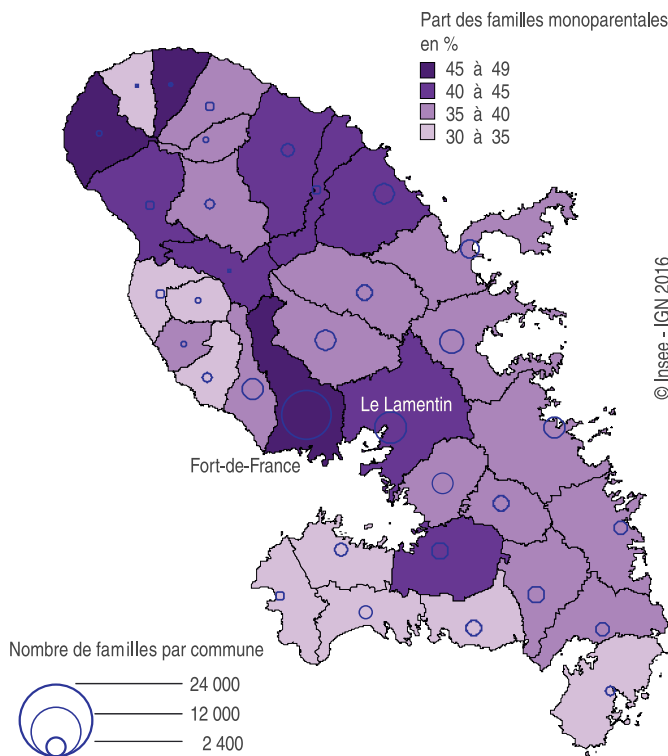 Part des familles monoparentales
en %
45 à 49
40 à 45
35 à 40
30 à 35
© Insee - IGN 2016
Le Lamentin
Fort-de-France
Nombre de familles par commune
24 000
12 000
2 400